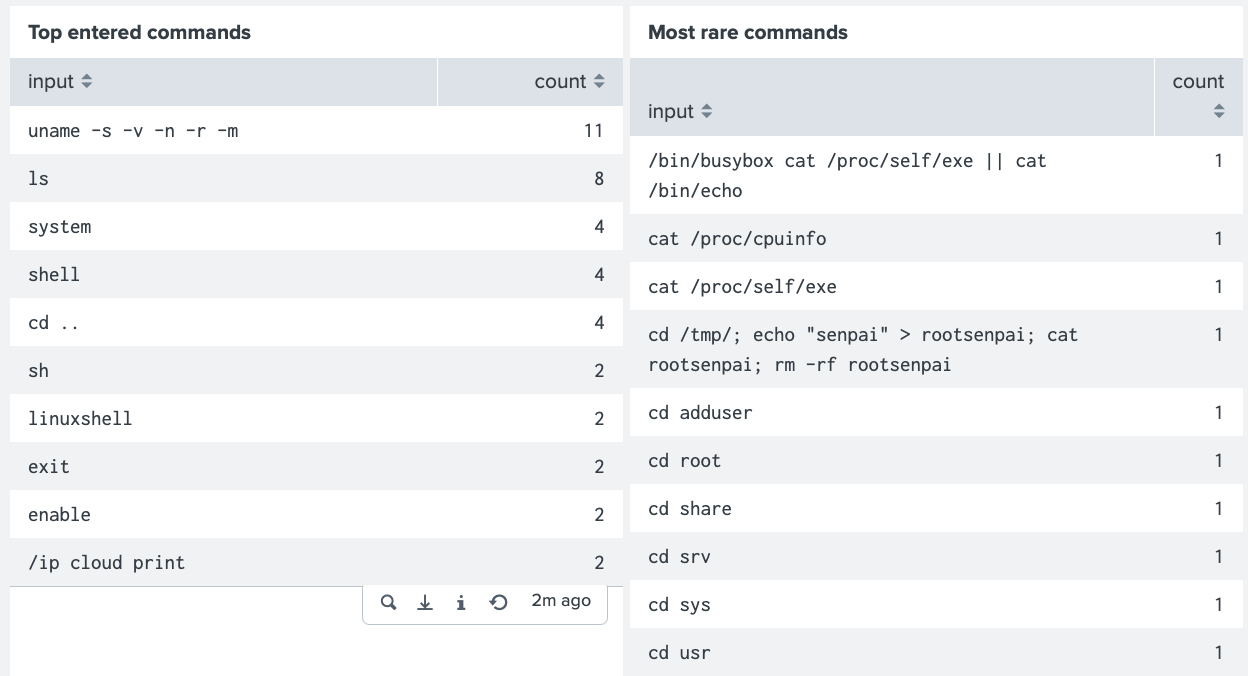 Top entered commands
input count
uname -s -v -n -r -m 11
ls 8
system 4
shell 4
cd .. 4
sh 2
linuxshell 2
exit 2
enable 2
/ip cloud print 2
2m ago
Most rare commands
count
input
/bin/busybox cat /proc/self/exe || cat 1
/bin/echo
cat /proc/cpuinfo 1
cat /proc/self/exe 1
cd /tmp/; echo "senpai" > rootsenpai; cat 1
rootsenpai; rm -rf rootsenpai
cd adduser 1
cd root 1
cd share 1
cd srv 1
cd sys 1
cd usr 1